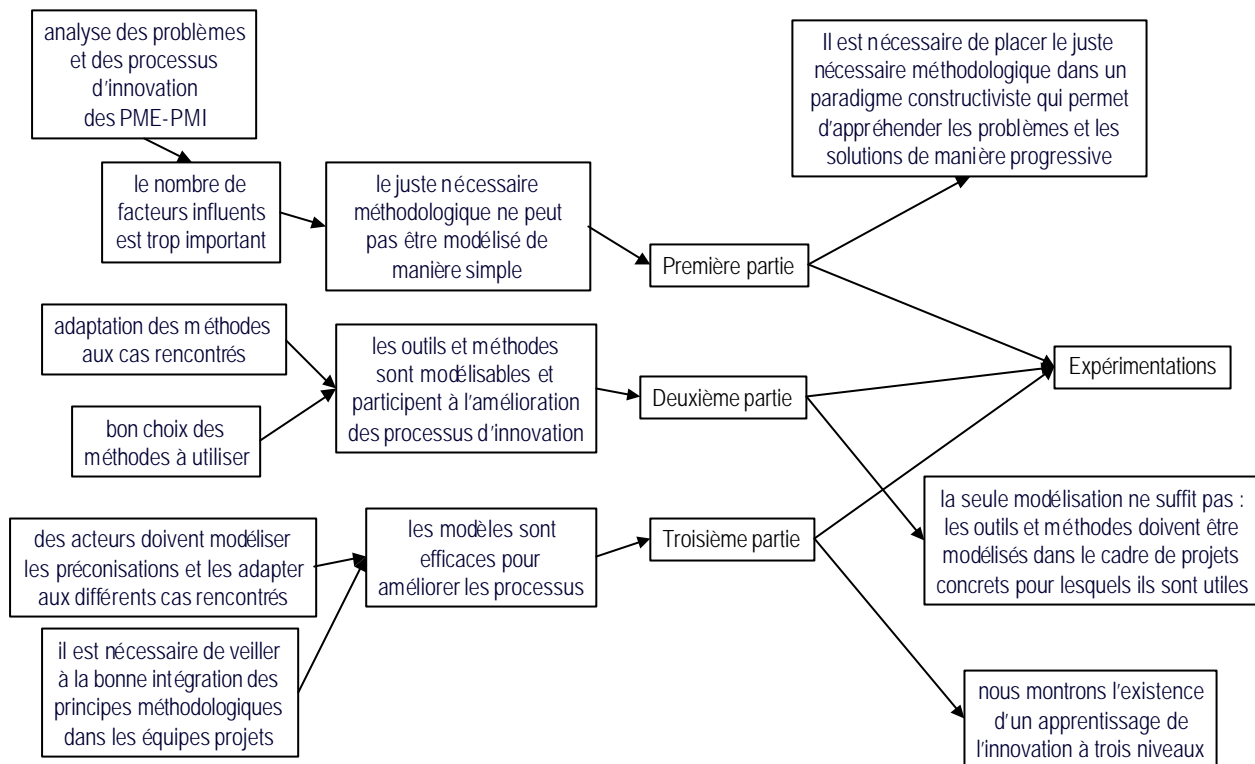 analyse des problèmes
et des processus
d'innovation
des PME-PMI
Il est nécessaire de placer le juste
nécessaire méthodologique dans un
paradigme constructiviste qui permet
d'appréhender les problèmes et les
solutions de manière progressive
le nombre de
facteurs influents
est trop important
le juste nécessaire
méthodologique ne peut
pas être modélisé de
manière simple
Première partie
adaptation des méthodes
aux cas rencontrés
les outils et méthodes
sont modélisables et
participent à l'amélioration
des processus d'innovation
Deuxième partie
Expérimentations
bon choix des
méthodes à utiliser
des acteurs doivent modéliser
les préconisations et les adapter
aux différents cas rencontrés
les modèles sont
efficaces pour
améliorer les processus
Troisième partie
la seule modélisation ne suffit pas :
les outils et méthodes doivent être
modélisés dans le cadre de projets
concrets pour lesquels ils sont utiles
il est nécessaire de veiller
à la bonne intégration des
principes méthodologiques
dans les équipes projets
nous montrons l'existence
d'un apprentissage de
l'innovation à trois niveaux